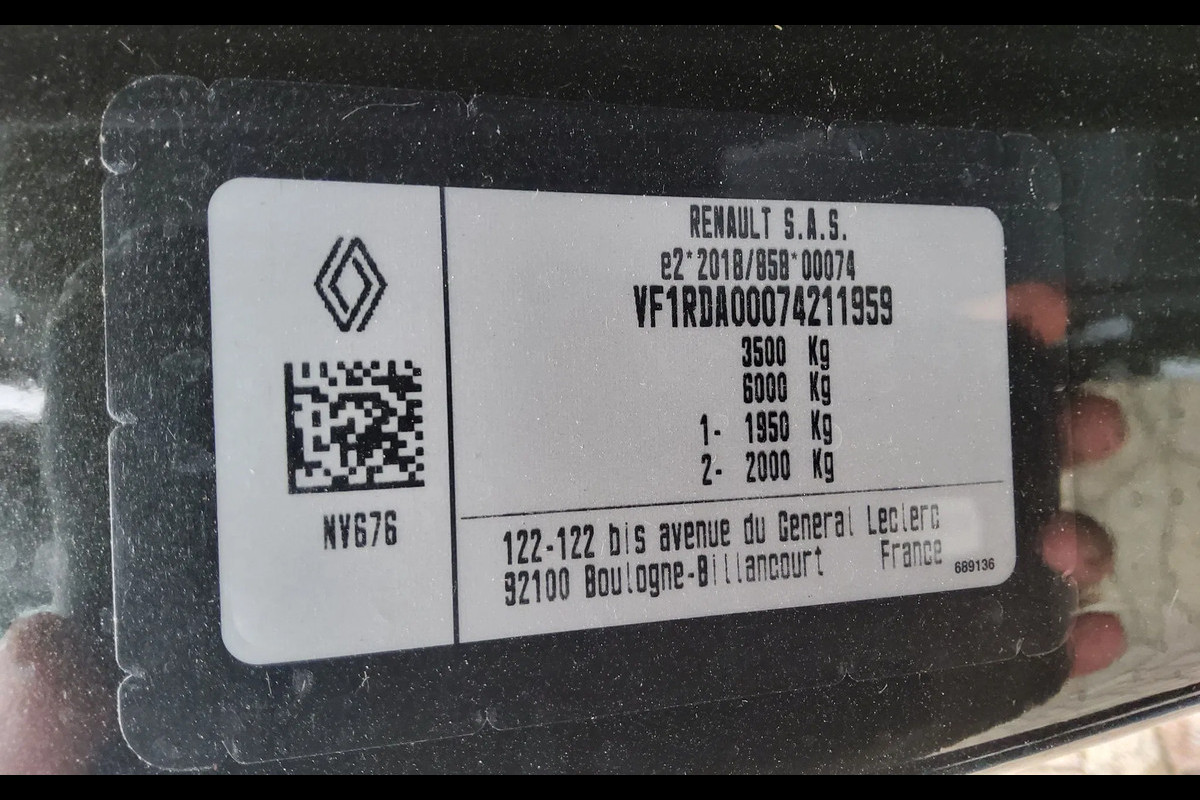 RENAULT S.A.S.
e2*2018/858*00074
VF1RDA00074211959
3500 Kg
6000 Kg
1- 1950 Kg
2- 2000 Kg
NV676
122-122 bis avenue du General Leclerc
92100 Boulogne-Billancourt France
689136